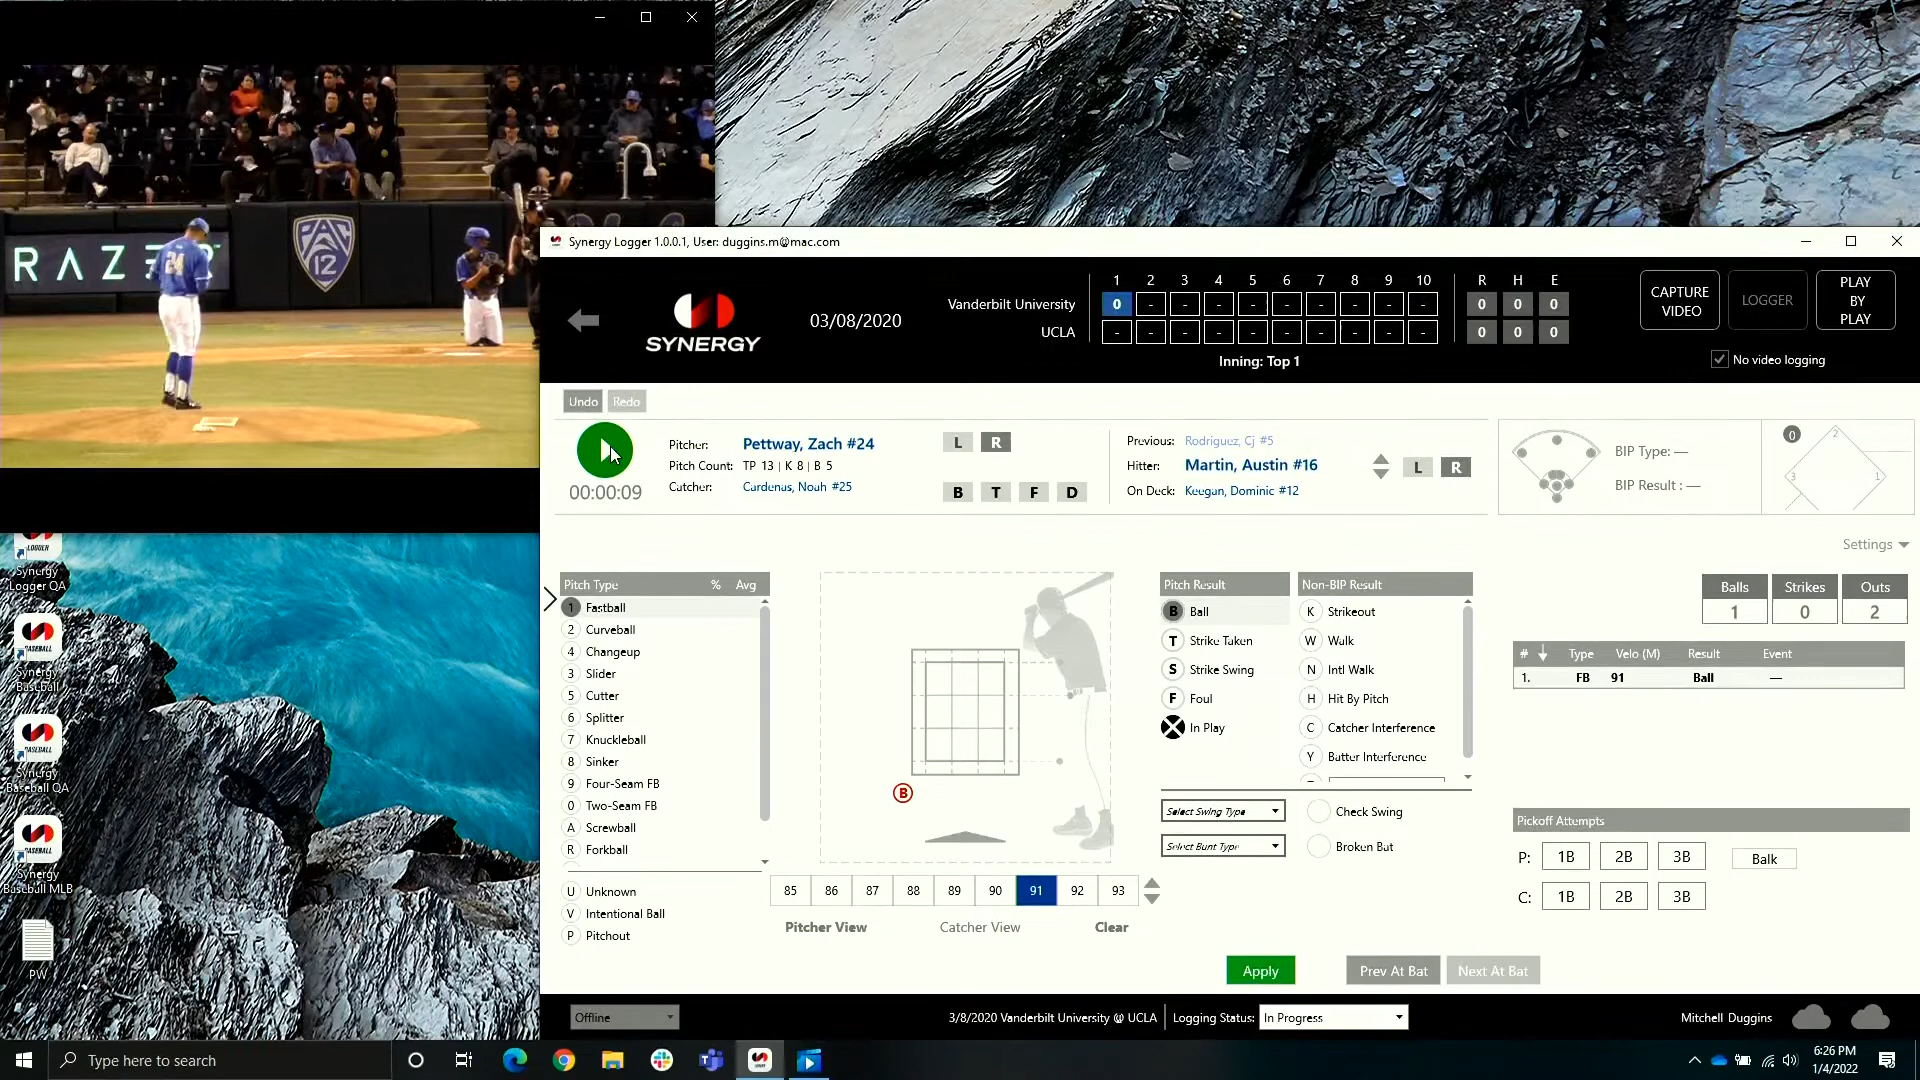 RAZER
PAC
12
24
Synergy Logger 1.0.0.1, User: duggins.m@mac.com
SYNERGY
03/08/2020
1 2 3 4 5 6 7 8 9 10 R H E
Vanderbilt University 0 - - - - - - - - - 0 0 0
UCLA - - - - - - - - - - 0 0 0
Inning: Top 1
CAPTURE VIDEO
LOGGER
PLAY BY PLAY
No video logging
Undo Redo
00:00:09
Pitcher: Pettway, Zach #24 L R
Pitch Count: TP 13 | K 8 | B 5
Catcher: Cardenas, Noah #25 B T F D
Previous: Rodriguez, Cj #5
Hitter: Martin, Austin #16 L R
On Deck: Keegan, Dominic #12
BIP Type: —
BIP Result : —
0
2
3 1
Settings
Pitch Type % Avg
1 Fastball
2 Curveball
4 Changeup
3 Slider
5 Cutter
6 Splitter
7 Knuckleball
8 Sinker
9 Four-Seam FB
0 Two-Seam FB
A Screwball
R Forkball
U Unknown
V Intentional Ball
P Pitchout
B
85 86 87 88 89 90 91 92 93
Pitcher View Catcher View Clear
Pitch Result
B Ball
T Strike Taken
S Strike Swing
F Foul
X In Play
Non-BIP Result
K Strikeout
W Walk
N Intl Walk
H Hit By Pitch
C Catcher Interference
Y Batter Interference
Select Swing Type
Select Bunt Type
Check Swing
Broken Bat
Balls Strikes Outs
1 0 2
# Type Velo (M) Result Event
1. FB 91 Ball —
Pickoff Attempts
P: 1B 2B 3B Balk
C: 1B 2B 3B
Apply Prev At Bat Next At Bat
Offline
3/8/2020 Vanderbilt University @ UCLA
Logging Status: In Progress
Mitchell Duggins
LOGGER
Synergy
Logger QA
BASEBALL
Synergy
Baseball
BASEBALL
Synergy
Baseball QA
BASEBALL
Synergy
Baseball MLB
PW
Type here to search
6:26 PM
1/4/2022